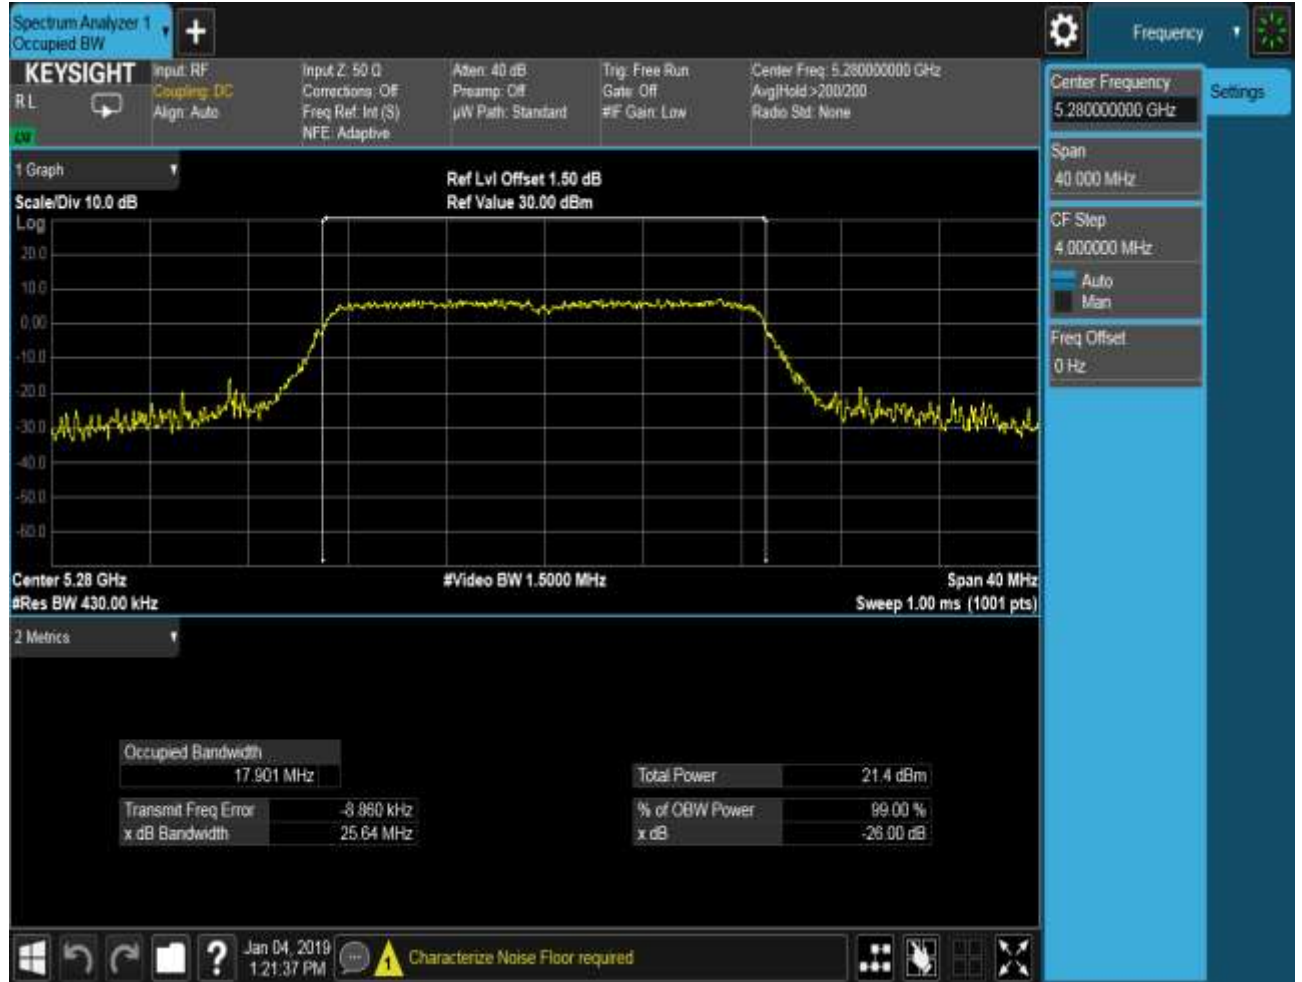 Spectrum Analyzer 1
Occupied BW
+
Frequency
KEYSIGHT
R L
Input: RF
Coupling: DC
Align: Auto
Input Z: 50 Ω
Corrections: Off
Freq Ref: Int (S)
NFE: Adaptive
Atten: 40 dB
Preamp: Off
µW Path: Standard
Trig: Free Run
Gate: Off
#IF Gain: Low
Center Freq: 5.280000000 GHz
Avg|Hold:>200/200
Radio Std: None
Center Frequency
5.280000000 GHz
Settings
Span
40.000 MHz
CF Step
4.000000 MHz
Auto
Man
Freq Offset
0 Hz
1 Graph
Scale/Div 10.0 dB
Ref Lvl Offset 1.50 dB
Ref Value 30.00 dBm
Log
20.0
10.0
0.00
-10.0
-20.0
-30.0
-40.0
-50.0
-60.0
Center 5.28 GHz
#Video BW 1.5000 MHz
Span 40 MHz
#Res BW 430.00 kHz
Sweep 1.00 ms (1001 pts)
2 Metrics
Occupied Bandwidth
17.901 MHz
Total Power 21.4 dBm
Transmit Freq Error -8.860 kHz
% of OBW Power 99.00 %
x dB Bandwidth 25.64 MHz
x dB -26.00 dB
?
Jan 04, 2019
1:21:37 PM
1
Characterize Noise Floor required